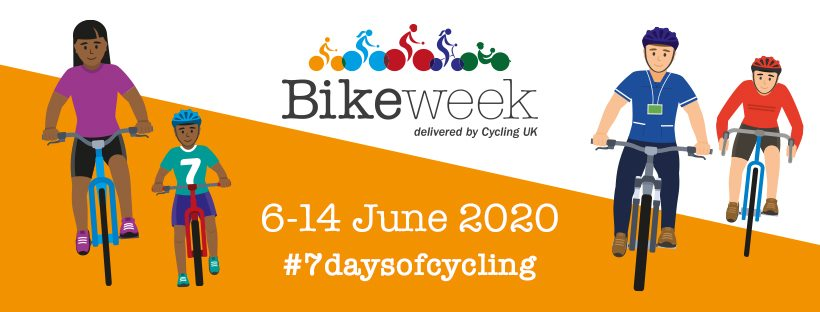 Bikeweek
delivered by Cycling UK
7
6-14 June 2020
#7daysofcycling